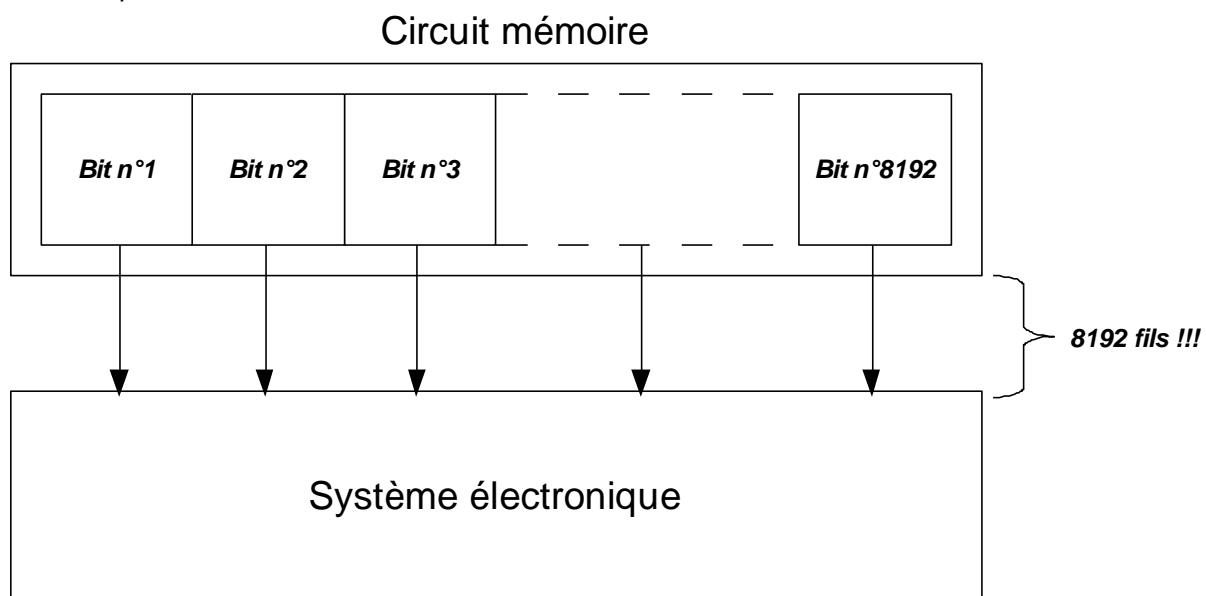 Circuit mémoire
Bit n°1
Bit n°2
Bit n°3
Bit n°8192
8192 fils !!!
Système électronique